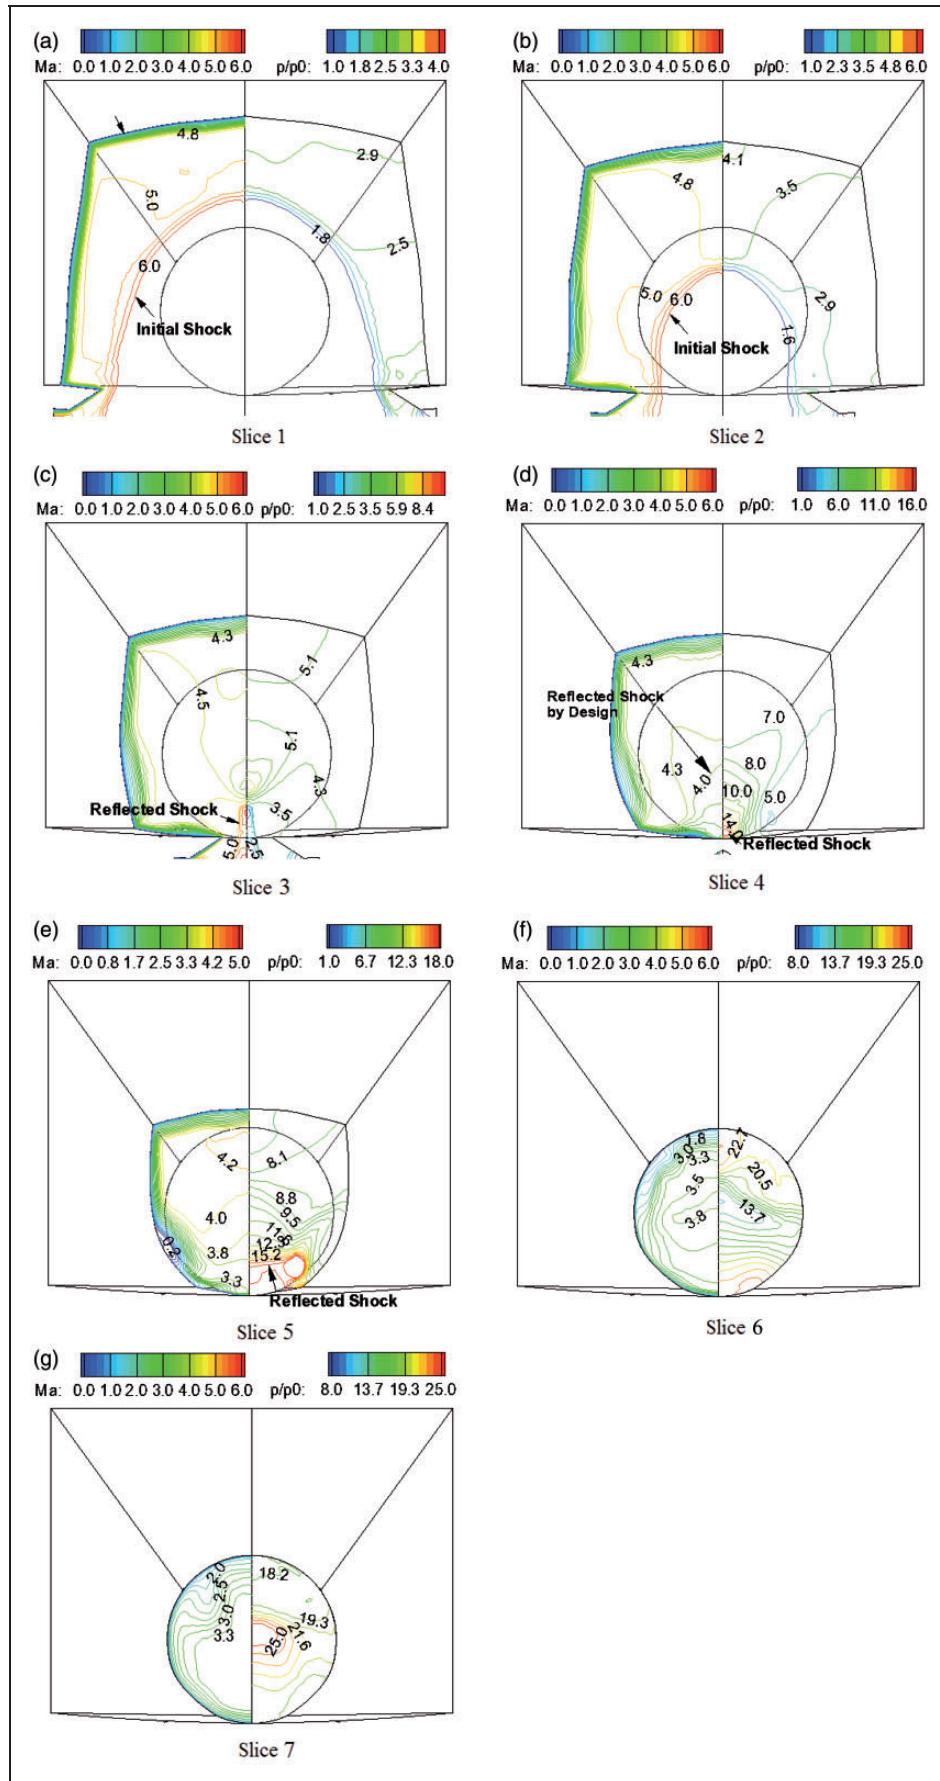 (a)
Ma: 0.0 1.0 2.0 3.0 4.0 5.0 6.0
p/p0: 1.0 1.8 2.5 3.3 4.0
4.8
2.9
5.0
1.8
2.5
6.0
Initial Shock
Slice 1
(b)
Ma: 0.0 1.0 2.0 3.0 4.0 5.0 6.0
p/p0: 1.0 2.3 3.5 4.8 6.0
4.1
4.8
3.5
5.0
6.0
2.9
1.6
Initial Shock
Slice 2
(c)
Ma: 0.0 1.0 2.0 3.0 4.0 5.0 6.0
p/p0: 1.0 2.5 3.5 5.9 8.4
4.3
5.1
4.5
5.1
4.3
3.5
Reflected Shock
5.0
2.5
Slice 3
(d)
Ma: 0.0 1.0 2.0 3.0 4.0 5.0 6.0
p/p0: 1.0 6.0 11.0 16.0
4.3
Reflected Shock
by Design
7.0
4.3
4.0
8.0
10.0
5.0
14.0
Reflected Shock
Slice 4
(e)
Ma: 0.0 0.8 1.7 2.5 3.3 4.2 5.0
p/p0: 1.0 6.7 12.3 18.0
4.2
8.1
8.8
4.0
9.5
11.6
0.2
3.8
12.3
15.2
3.3
Reflected Shock
Slice 5
(f)
Ma: 0.0 1.0 2.0 3.0 4.0 5.0 6.0
p/p0: 8.0 13.7 19.3 25.0
1.8
22.7
3.0
3.3
20.5
3.5
3.8
13.7
Slice 6
(g)
Ma: 0.0 1.0 2.0 3.0 4.0 5.0 6.0
p/p0: 8.0 13.7 19.3 25.0
2.0
18.2
2.5
3.0
19.3
3.3
25.0
21.6
Slice 7